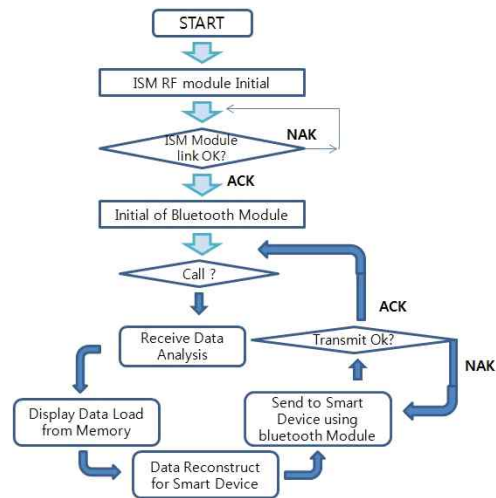 START
ISM RF module Initial
ISM Module
link OK?
NAK
ACK
Initial of Bluetooth Module
Call ?
ACK
Receive Data
Analysis
Transmit Ok?
NAK
Display Data Load
from Memory
Send to Smart
Device using
bluetooth Module
Data Reconstruct
for Smart Device